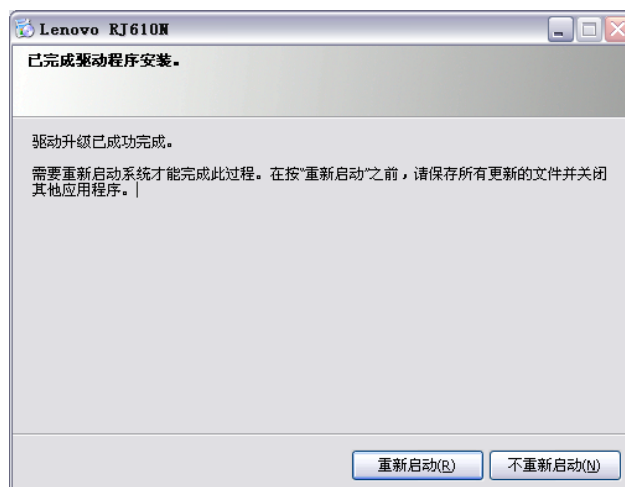 Lenovo RJ610N
已完成驱动程序安装。
驱动升级已成功完成。
需要重新启动系统才能完成此过程。在按"重新启动"之前，请保存所有更新的文件并关闭
其他应用程序。
重新启动(R)
不重新启动(N)